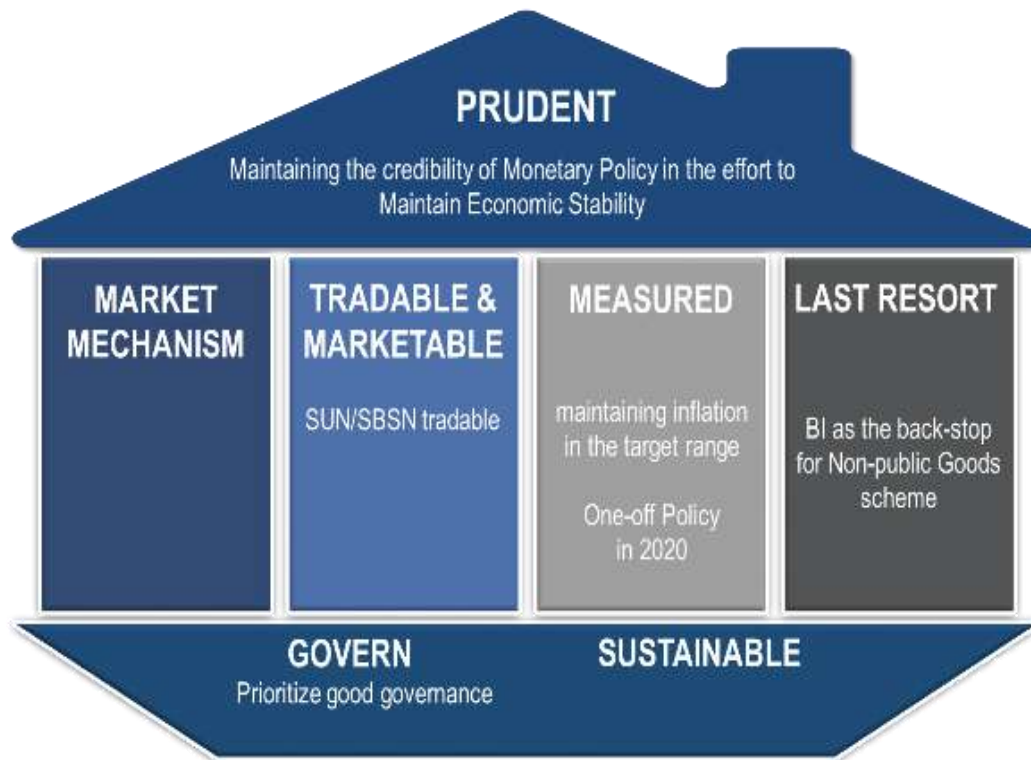 PRUDENT
Maintaining the credibility of Monetary Policy in the effort to
Maintain Economic Stability
MARKET
MECHANISM
TRADABLE &
MARKETABLE
SUN/SBSN tradable
MEASURED
maintaining inflation
in the target range
One-off Policy
in 2020
LAST RESORT
BI as the back-stop
for Non-public Goods
scheme
GOVERN
Prioritize good governance
SUSTAINABLE